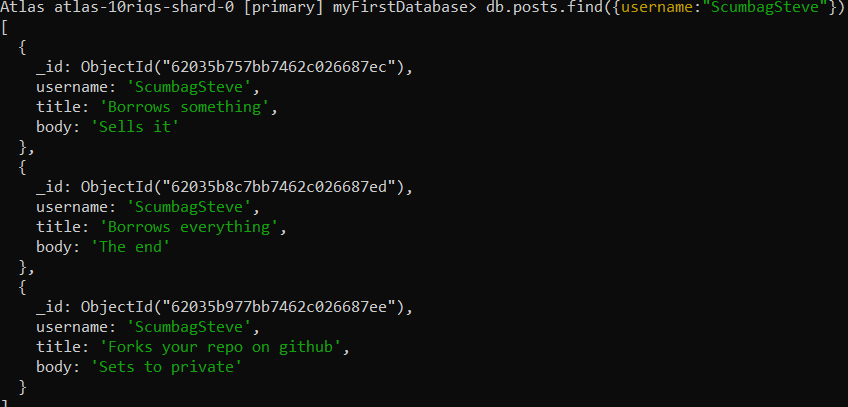 Atlas atlas-10riqs-shard-0 [primary] myFirstDatabase> db.posts.find({username:"ScumbagSteve"})
[
  {
    _id: ObjectId("62035b757bb7462c026687ec"),
    username: 'ScumbagSteve',
    title: 'Borrows something',
    body: 'Sells it'
  },
  {
    _id: ObjectId("62035b8c7bb7462c026687ed"),
    username: 'ScumbagSteve',
    title: 'Borrows everything',
    body: 'The end'
  },
  {
    _id: ObjectId("62035b977bb7462c026687ee"),
    username: 'ScumbagSteve',
    title: 'Forks your repo on github',
    body: 'Sets to private'
  }
]